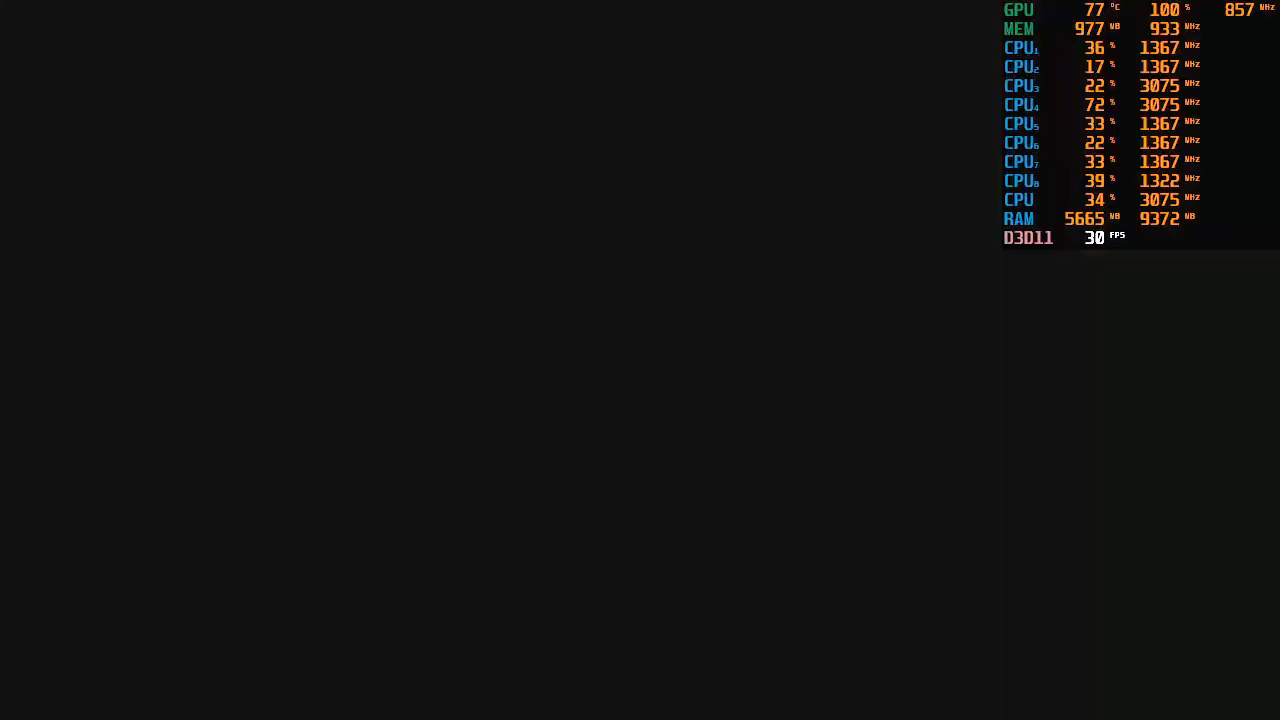 GPU 77 °C 100 % 857 MHz
MEM 977 MB 933 MHz
CPU1 36 % 1367 MHz
CPU2 17 % 1367 MHz
CPU3 22 % 3075 MHz
CPU4 72 % 3075 MHz
CPU5 33 % 1367 MHz
CPU6 22 % 1367 MHz
CPU7 33 % 1367 MHz
CPU8 39 % 1322 MHz
CPU 34 % 3075 MHz
RAM 5665 MB 9372 MB
D3D11 30 FPS